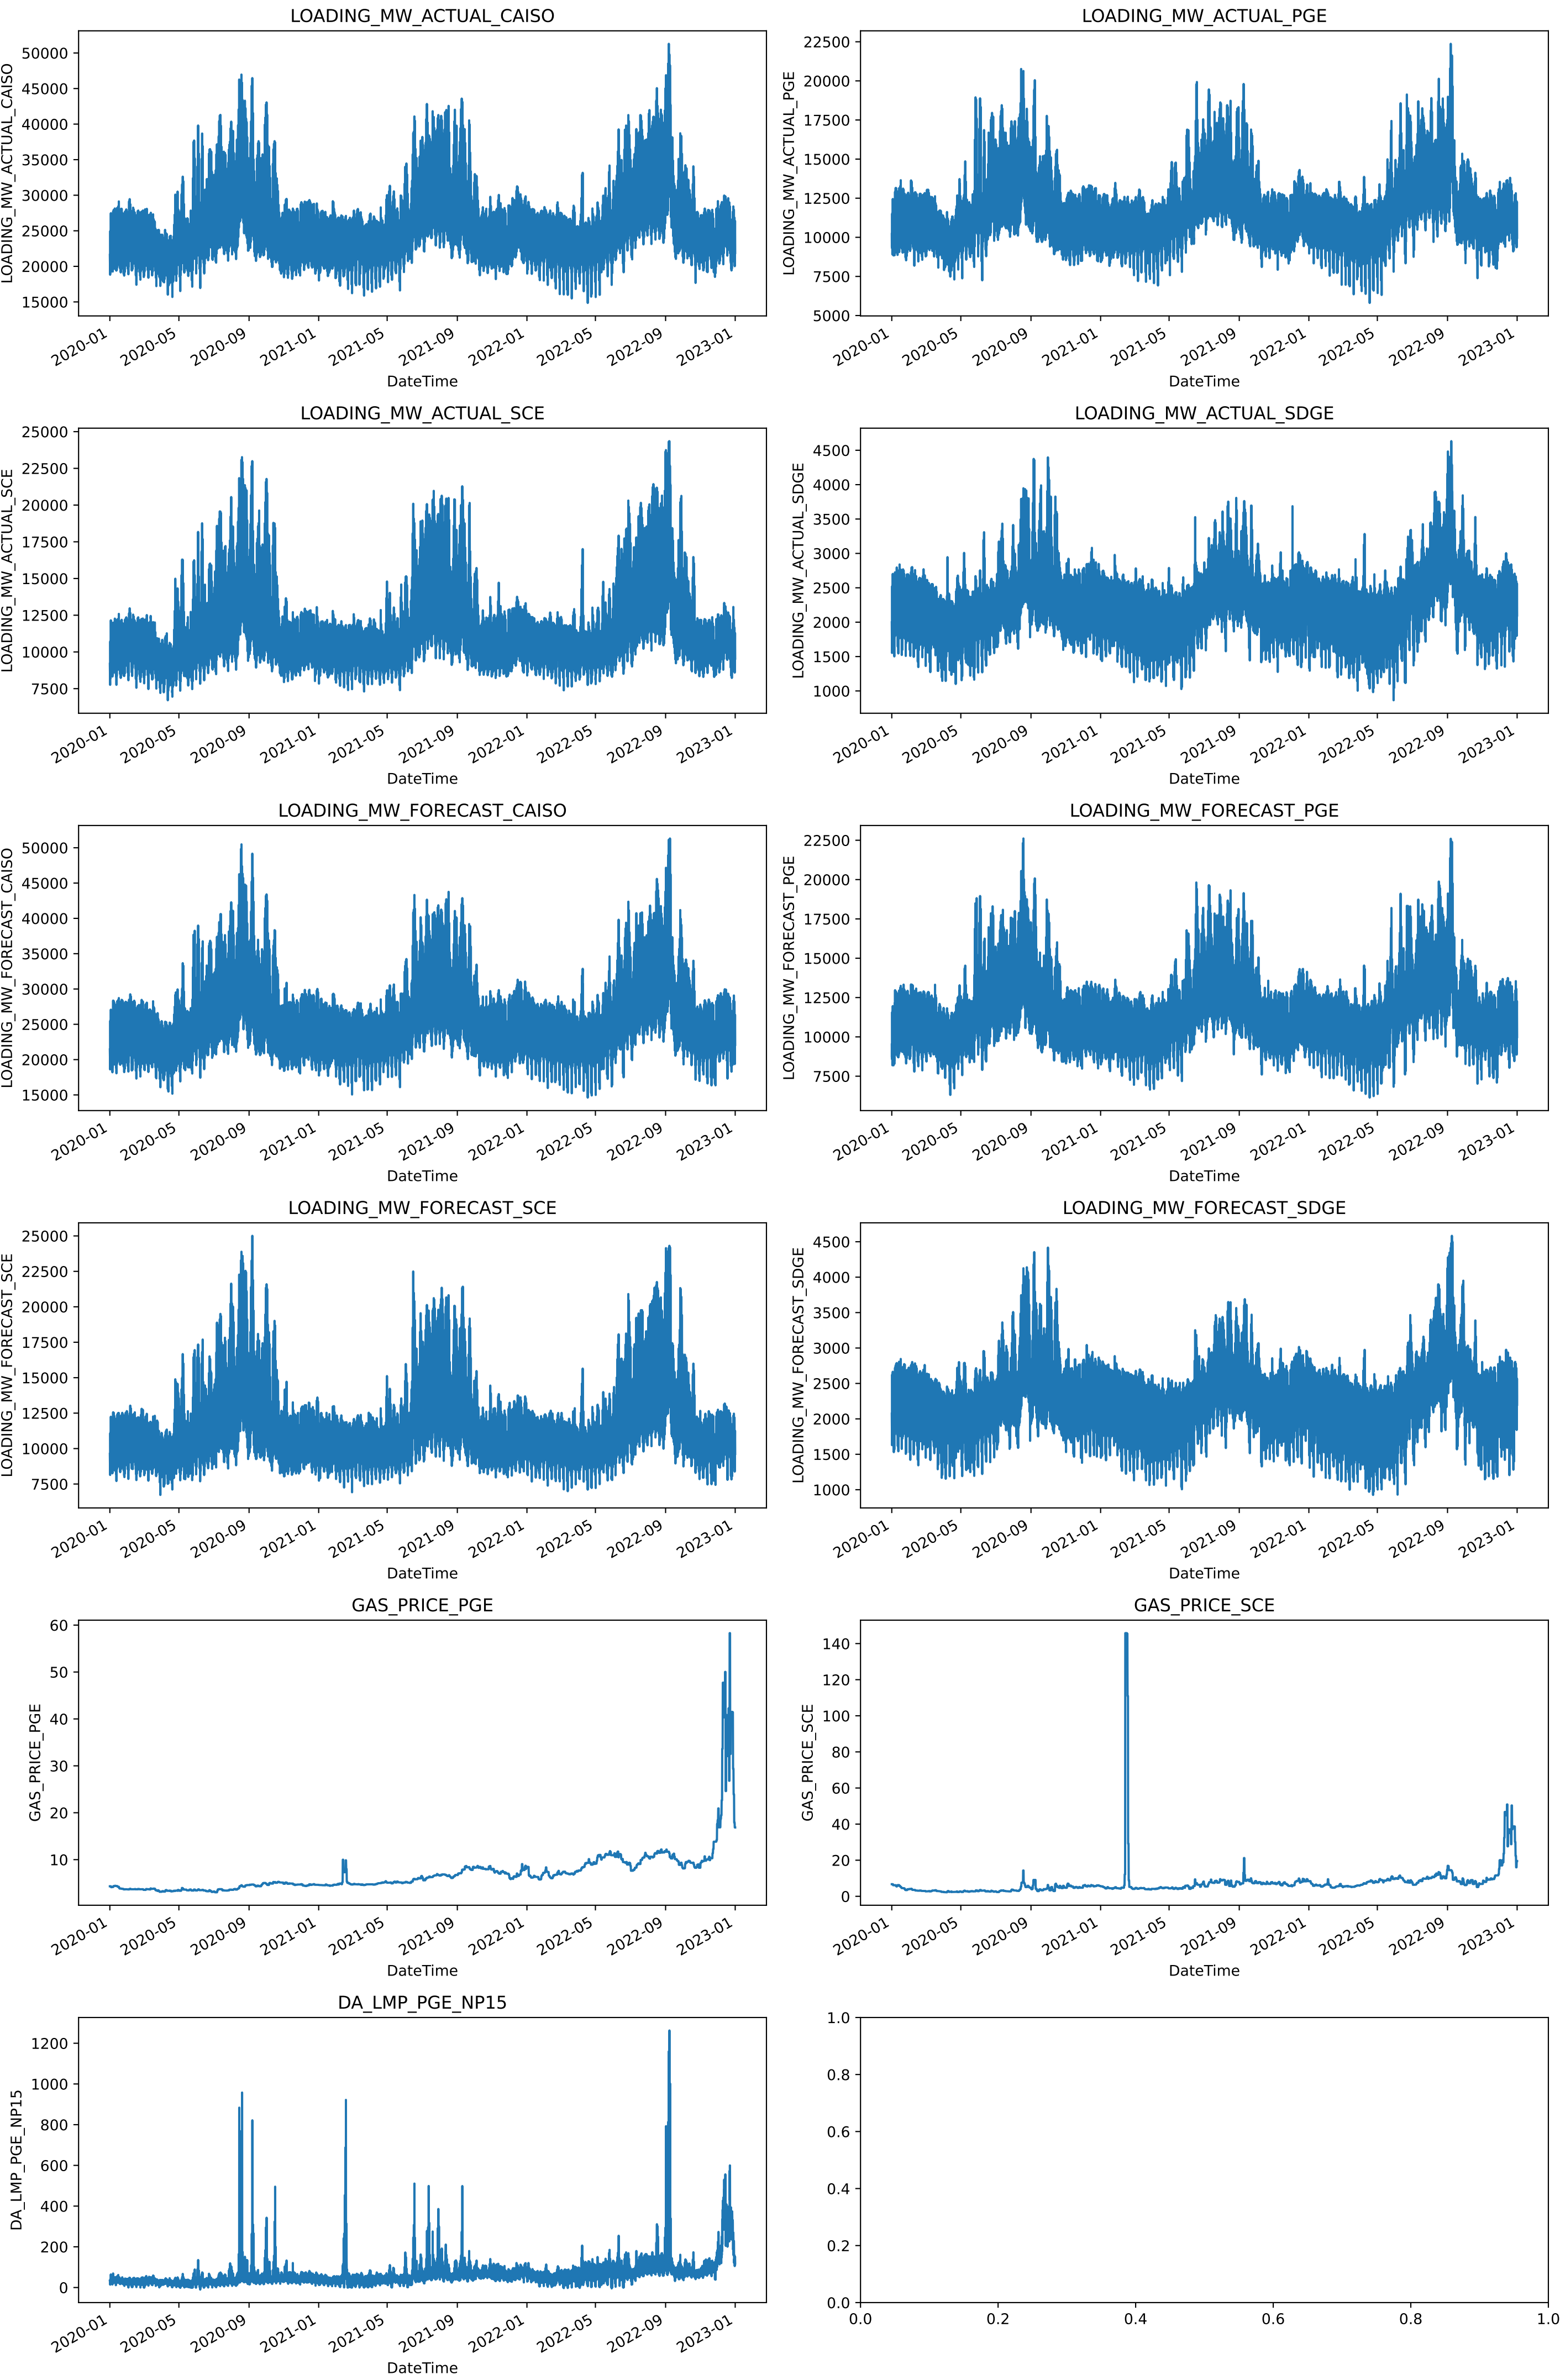 LOADING_MW_ACTUAL_CAISO
LOADING_MW_ACTUAL_CAISO
50000
45000
40000
35000
30000
25000
20000
15000
2020-01 2020-05 2020-09 2021-01 2021-05 2021-09 2022-01 2022-05 2022-09 2023-01
DateTime
LOADING_MW_ACTUAL_PGE
LOADING_MW_ACTUAL_PGE
22500
20000
17500
15000
12500
10000
7500
5000
2020-01 2020-05 2020-09 2021-01 2021-05 2021-09 2022-01 2022-05 2022-09 2023-01
DateTime
LOADING_MW_ACTUAL_SCE
LOADING_MW_ACTUAL_SCE
25000
22500
20000
17500
15000
12500
10000
7500
2020-01 2020-05 2020-09 2021-01 2021-05 2021-09 2022-01 2022-05 2022-09 2023-01
DateTime
LOADING_MW_ACTUAL_SDGE
LOADING_MW_ACTUAL_SDGE
4500
4000
3500
3000
2500
2000
1500
1000
2020-01 2020-05 2020-09 2021-01 2021-05 2021-09 2022-01 2022-05 2022-09 2023-01
DateTime
LOADING_MW_FORECAST_CAISO
LOADING_MW_FORECAST_CAISO
50000
45000
40000
35000
30000
25000
20000
15000
2020-01 2020-05 2020-09 2021-01 2021-05 2021-09 2022-01 2022-05 2022-09 2023-01
DateTime
LOADING_MW_FORECAST_PGE
LOADING_MW_FORECAST_PGE
22500
20000
17500
15000
12500
10000
7500
2020-01 2020-05 2020-09 2021-01 2021-05 2021-09 2022-01 2022-05 2022-09 2023-01
DateTime
LOADING_MW_FORECAST_SCE
LOADING_MW_FORECAST_SCE
25000
22500
20000
17500
15000
12500
10000
7500
2020-01 2020-05 2020-09 2021-01 2021-05 2021-09 2022-01 2022-05 2022-09 2023-01
DateTime
LOADING_MW_FORECAST_SDGE
LOADING_MW_FORECAST_SDGE
4500
4000
3500
3000
2500
2000
1500
1000
2020-01 2020-05 2020-09 2021-01 2021-05 2021-09 2022-01 2022-05 2022-09 2023-01
DateTime
GAS_PRICE_PGE
GAS_PRICE_PGE
60
50
40
30
20
10
2020-01 2020-05 2020-09 2021-01 2021-05 2021-09 2022-01 2022-05 2022-09 2023-01
DateTime
GAS_PRICE_SCE
GAS_PRICE_SCE
140
120
100
80
60
40
20
0
2020-01 2020-05 2020-09 2021-01 2021-05 2021-09 2022-01 2022-05 2022-09 2023-01
DateTime
DA_LMP_PGE_NP15
DA_LMP_PGE_NP15
1200
1000
800
600
400
200
0
2020-01 2020-05 2020-09 2021-01 2021-05 2021-09 2022-01 2022-05 2022-09 2023-01
DateTime
1.0
0.8
0.6
0.4
0.2
0.0
0.0 0.2 0.4 0.6 0.8 1.0